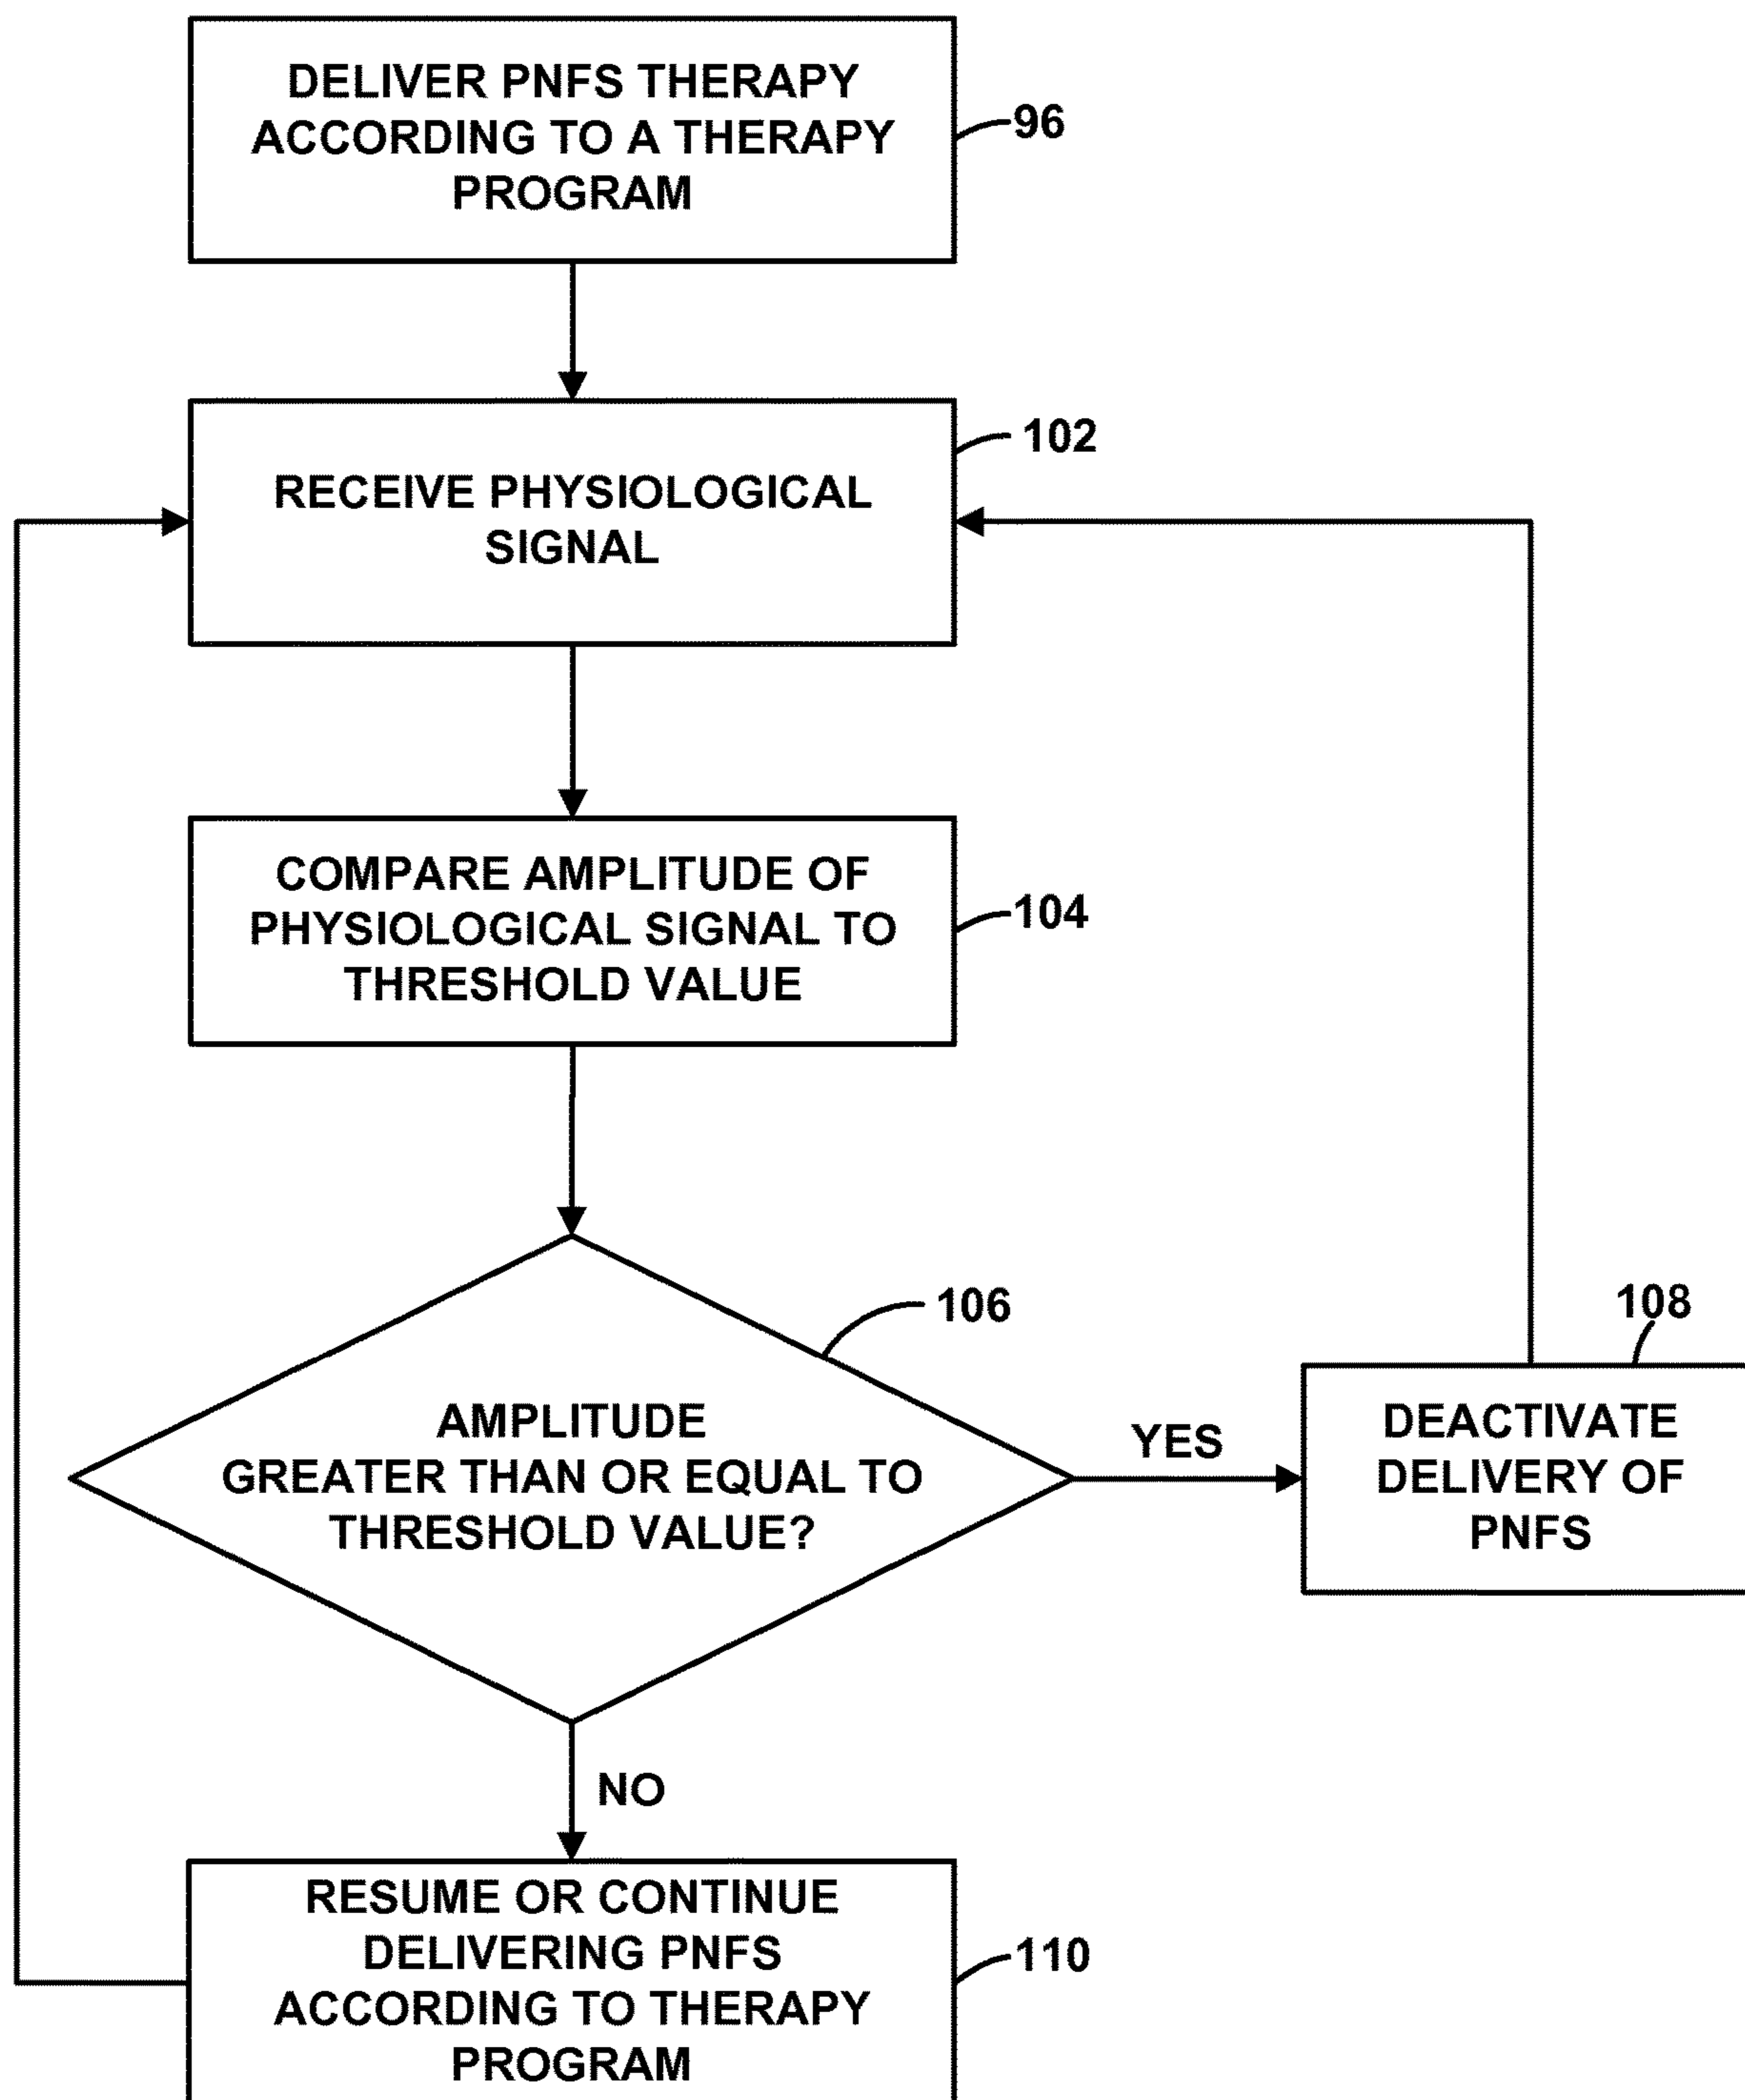 DELIVER PNFS THERAPY
ACCORDING TO A THERAPY
PROGRAM
96
102
RECEIVE PHYSIOLOGICAL
SIGNAL
COMPARE AMPLITUDE OF
PHYSIOLOGICAL SIGNAL TO
THRESHOLD VALUE
104
106
AMPLITUDE
GREATER THAN OR EQUAL TO
THRESHOLD VALUE?
YES
108
DEACTIVATE
DELIVERY OF
PNFS
NO
RESUME OR CONTINUE
DELIVERING PNFS
ACCORDING TO THERAPY
PROGRAM
110